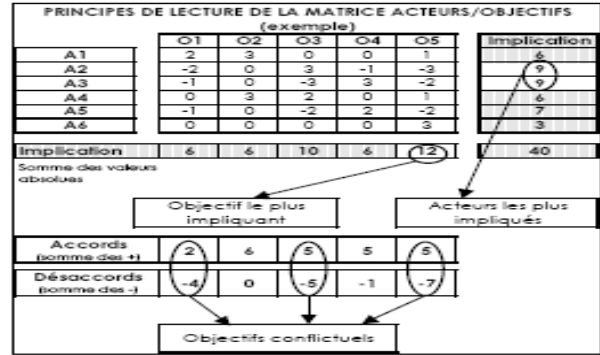 PRINCIPES DE LECTURE DE LA MATRICE ACTEURS/OBJECTIFS
(exemple)
O1 O2 O3 O4 O5 Implication
A1 2 3 0 0 1 6
A2 -2 0 3 -1 -3 9
A3 -1 0 -3 3 -2 9
A4 0 3 2 0 1 6
A5 -1 0 -2 2 -2 7
A6 0 0 0 0 3 3
Implication 6 6 10 6 12 40
Somme des valeurs
absolues
Objectif le plus Acteurs les plus
impliquant impliqués
Accords
(somme des +) 2 6 5 5 5
Désaccords
(somme des -) -4 0 -5 -1 -7
Objectifs conflictuels